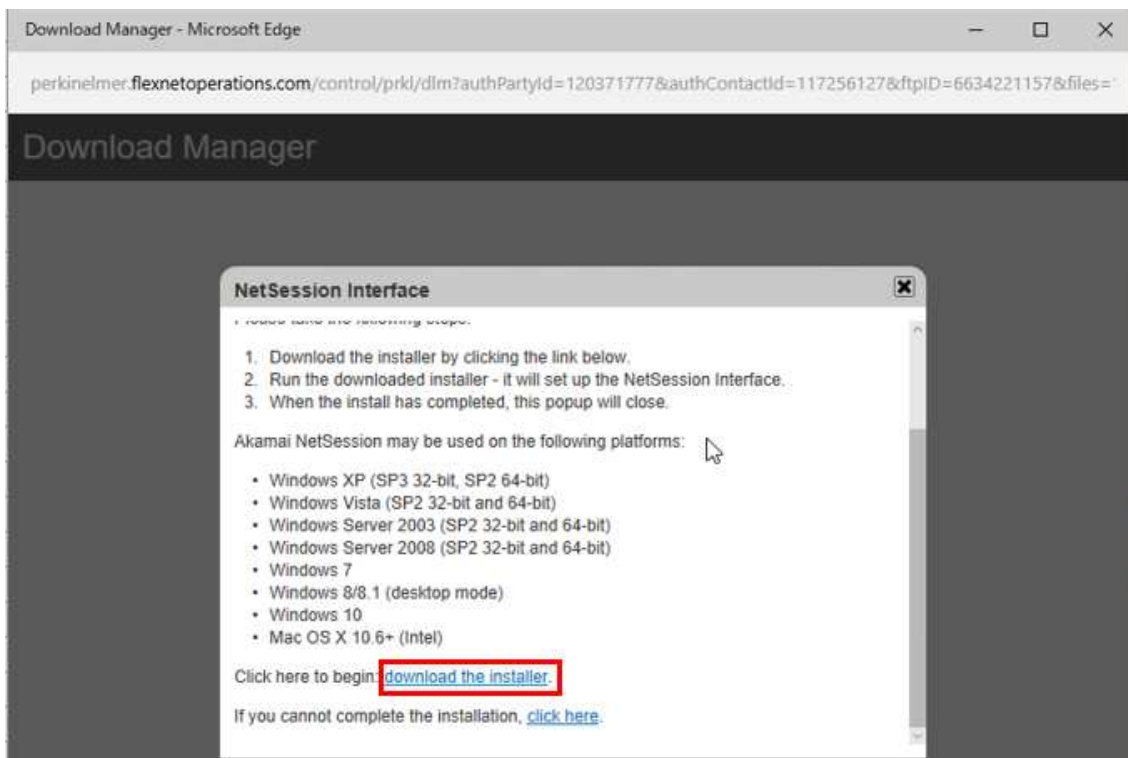 Download Manager - Microsoft Edge
perkinelmer.flexnetoperations.com/control/prkl/dlm?authPartyId=120371777&authContactId=117256127&ftpID=6634221157&files=
Download Manager
NetSession Interface
Please take the following steps:
1. Download the installer by clicking the link below.
2. Run the downloaded installer - it will set up the NetSession Interface.
3. When the install has completed, this popup will close.
Akamai NetSession may be used on the following platforms:
• Windows XP (SP3 32-bit, SP2 64-bit)
• Windows Vista (SP2 32-bit and 64-bit)
• Windows Server 2003 (SP2 32-bit and 64-bit)
• Windows Server 2008 (SP2 32-bit and 64-bit)
• Windows 7
• Windows 8/8.1 (desktop mode)
• Windows 10
• Mac OS X 10.6+ (Intel)
Click here to begin: download the installer.
If you cannot complete the installation, click here.